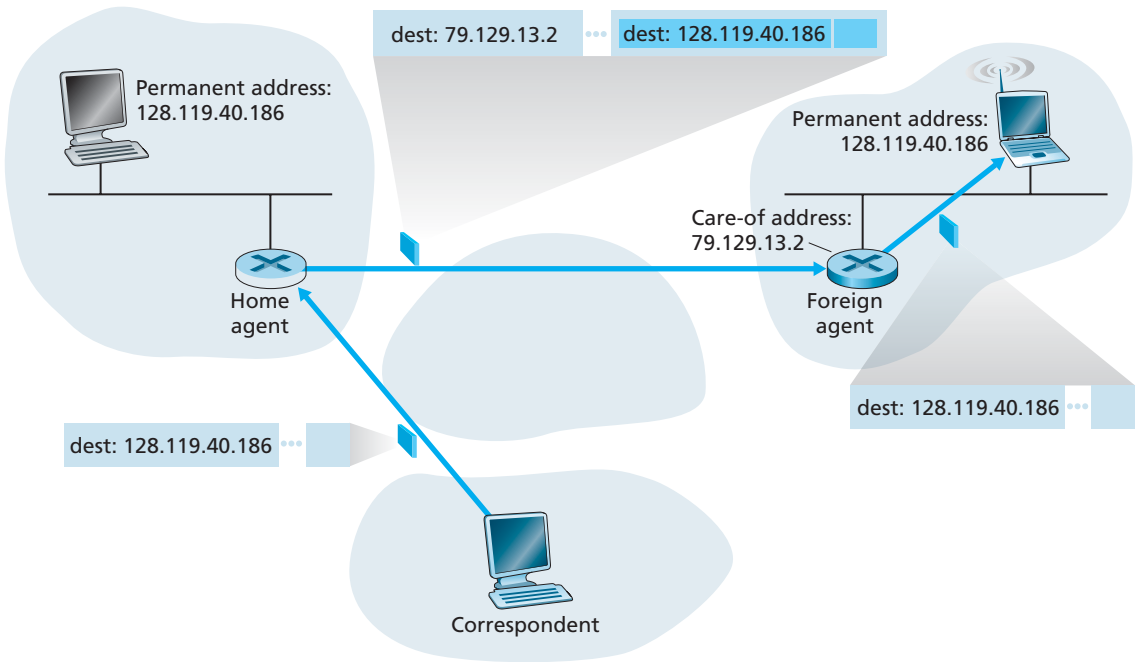 dest: 79.129.13.2 ••• dest: 128.119.40.186
Permanent address:
128.119.40.186
Permanent address:
128.119.40.186
Care-of address:
79.129.13.2
Home
agent
Foreign
agent
dest: 128.119.40.186 •••
dest: 128.119.40.186 •••
Correspondent